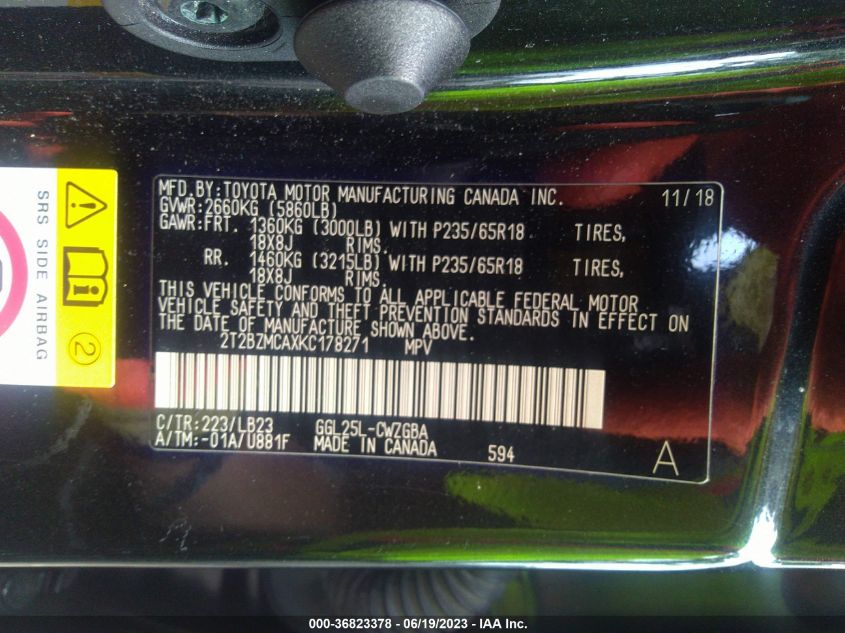 MFD.BY:TOYOTA MOTOR MANUFACTURING CANADA INC. 11/18
GVWR:2660KG (5860LB)
GAWR:FRT. 1360KG (3000LB) WITH P235/65R18 TIRES,
18X8J RIMS.
RR. 1460KG (3215LB) WITH P235/65R18 TIRES,
18X8J RIMS.
THIS VEHICLE CONFORMS TO ALL APPLICABLE FEDERAL MOTOR
VEHICLE SAFETY AND THEFT PREVENTION STANDARDS IN EFFECT ON
THE DATE OF MANUFACTURE SHOWN ABOVE.
2T2BZMCAXKC178271 MPV
C/TR:223/LB23 GGL25L-CWZGBA
A/TM:-01A/U881F MADE IN CANADA 594 A
SRS SIDE AIRBAG
2
000-36823378 - 06/19/2023 - IAA Inc.